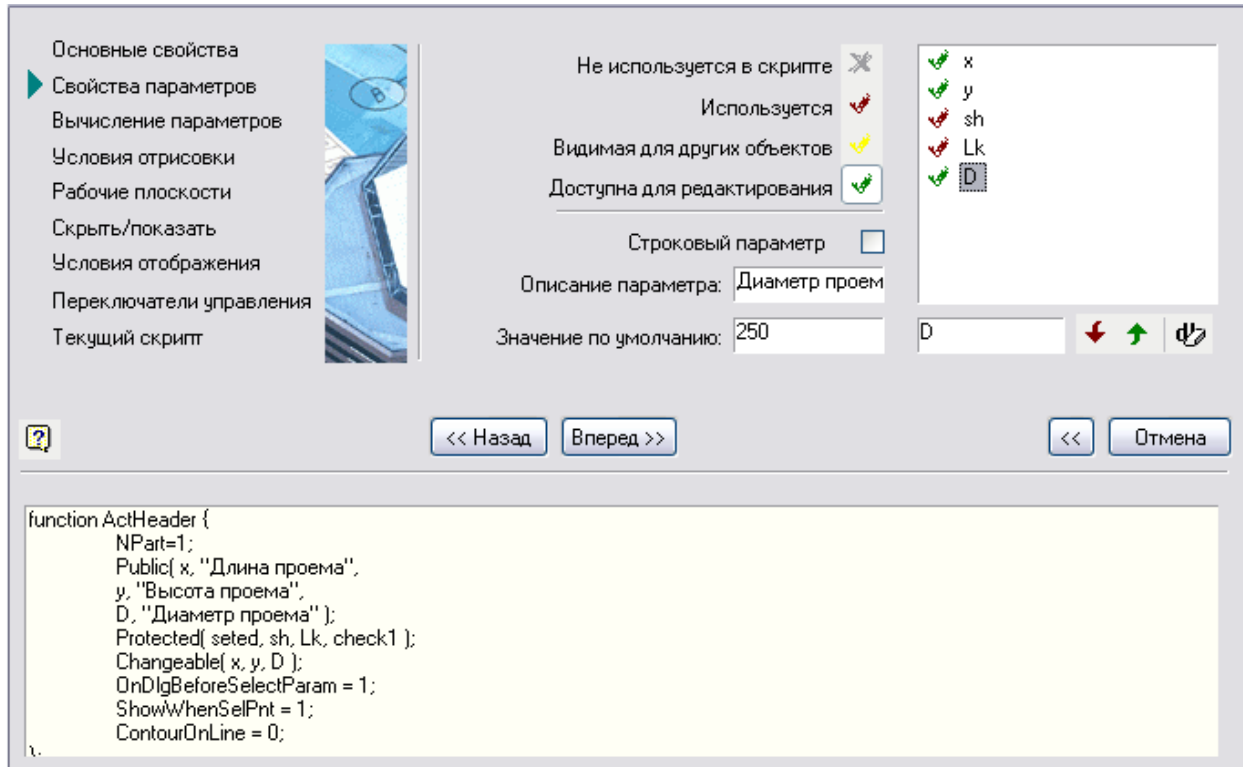 Основные свойства
Свойства параметров
Вычисление параметров
Условия отрисовки
Рабочие плоскости
Скрыть/показать
Условия отображения
Переключатели управления
Текущий скрипт
B
Не используется в скрипте
Используется
Видимая для других объектов
Доступна для редактирования
Строковый параметр
Описание параметра: Диаметр проем
Значение по умолчанию: 250
x
y
sh
Lk
D
D
?
<< Назад
Вперед >>
<<
Отмена
function ActHeader {
NPart=1;
Public( x, "Длина проема",
y, "Высота проема",
D, "Диаметр проема" );
Protected( seted, sh, Lk, check1 );
Changeable( x, y, D );
OnDlgBeforeSelectParam = 1;
ShowWhenSelPnt = 1;
ContourOnLine = 0;